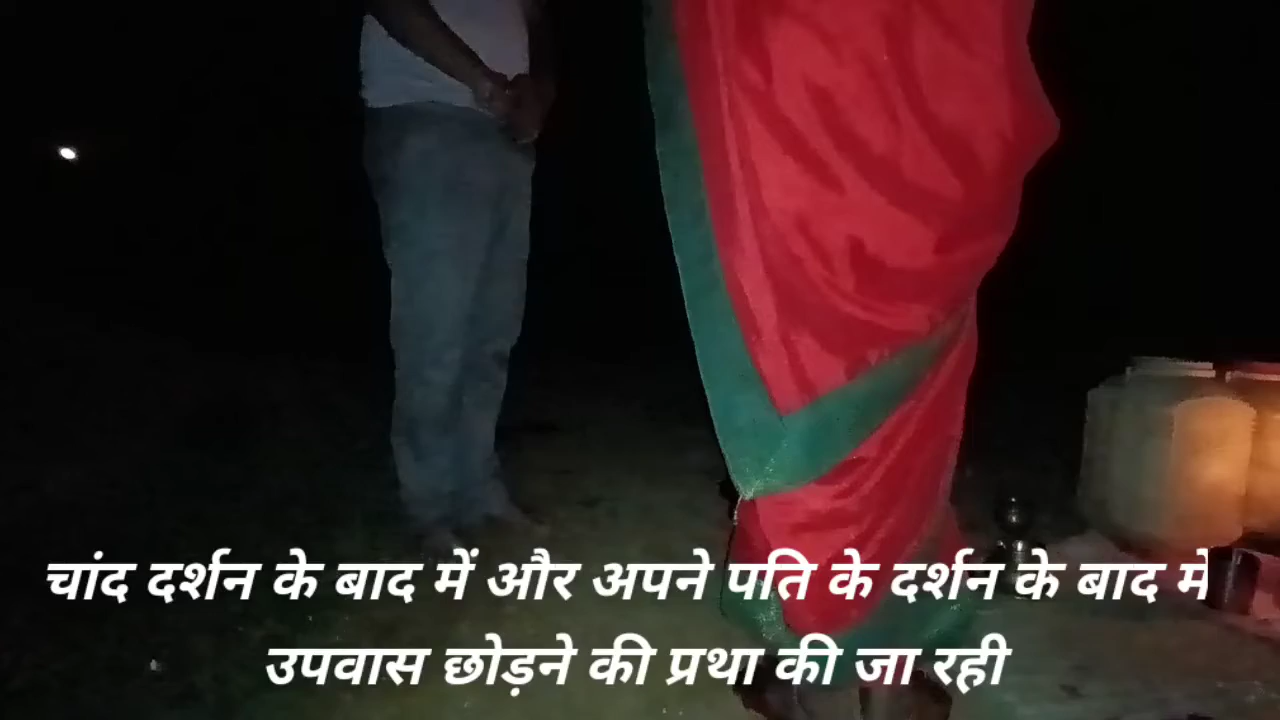 चांद दर्शन के बाद में और अपने पति के दर्शन के बाद में
उपवास छोड़ने की प्रथा की जा रही